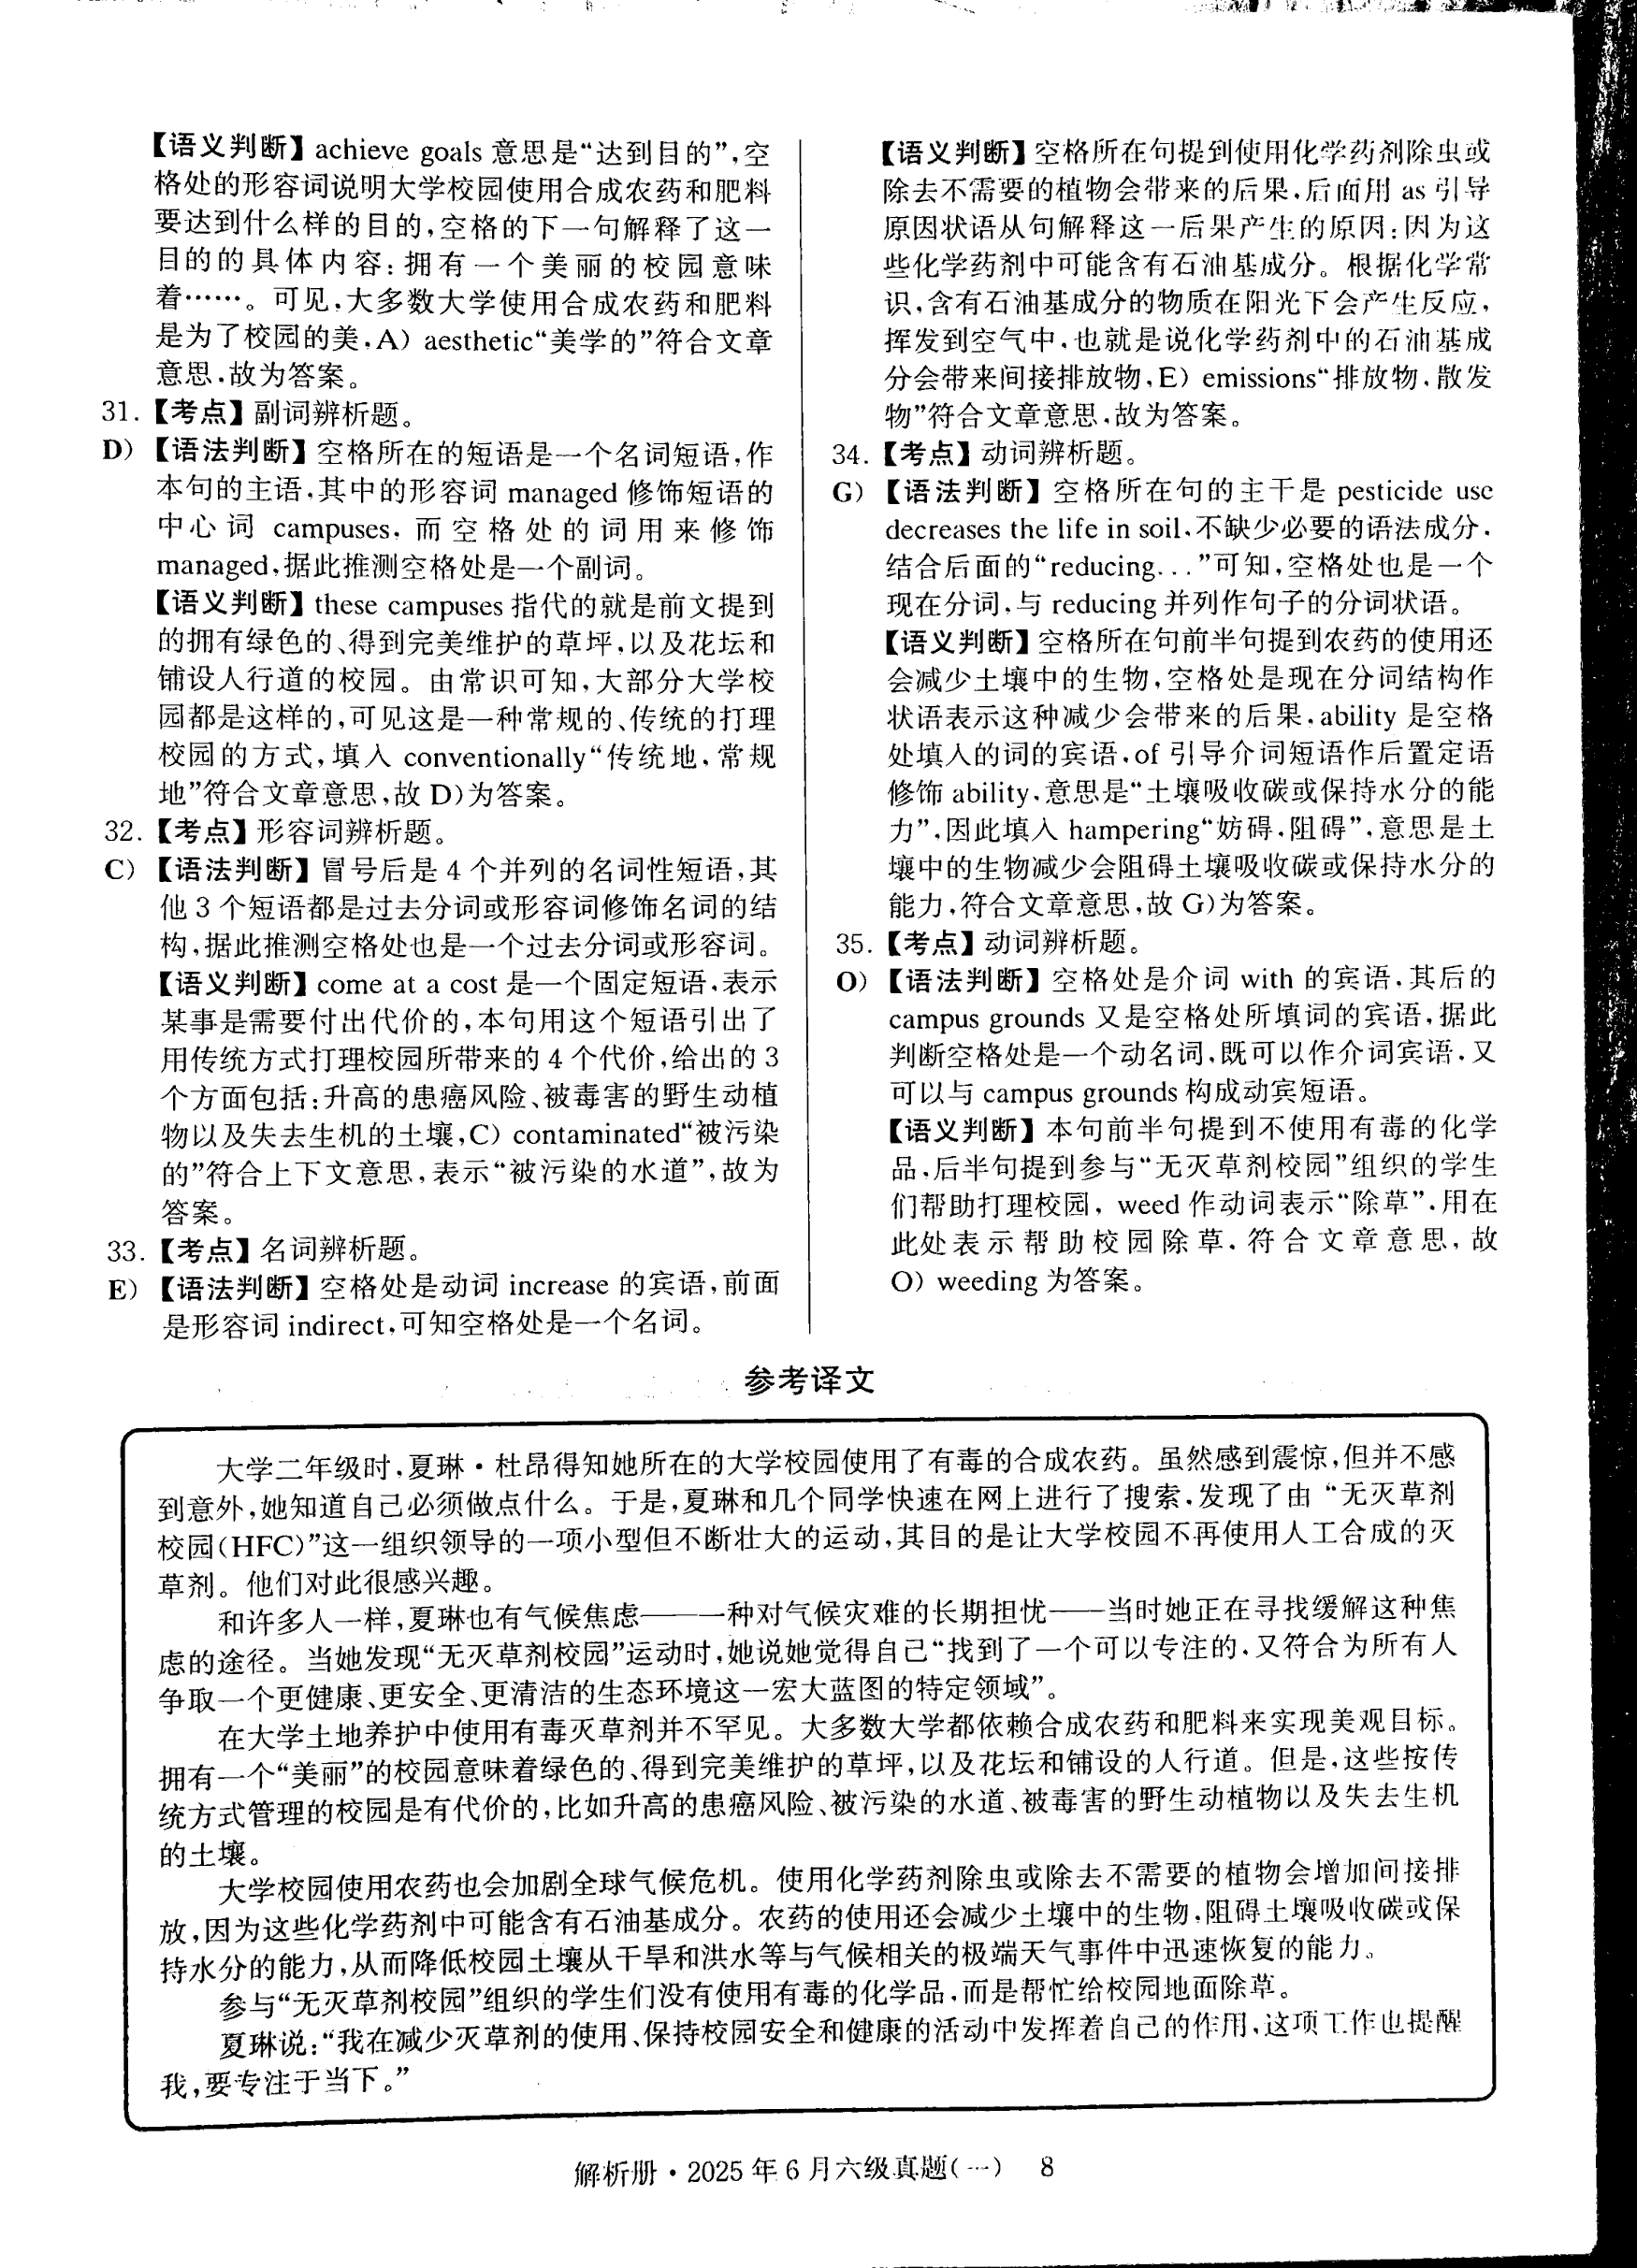 【语义判断】achieve goals 意思是“达到目的”,空
格处的形容词说明大学校园使用合成农药和肥料
要达到什么样的目的,空格的下一句解释了这一
目的的具体内容:拥有一个美丽的校园意味
着……。可见,大多数大学使用合成农药和肥料
是为了校园的美,A) aesthetic“美学的”符合文章
意思,故为答案。
31.【考点】副词辨析题。
D)【语法判断】空格所在的短语是一个名词短语,作
本句的主语,其中的形容词 managed 修饰短语的
中心词 campuses,而空格处的词用来修饰
managed,据此推测空格处是一个副词。
【语义判断】these campuses 指代的就是前文提到
的拥有绿色的、得到完美维护的草坪,以及花坛和
铺设人行道的校园。由常识可知,大部分大学校
园都是这样的,可见这是一种常规的、传统的打理
校园的方式,填入 conventionally“传统地,常规
地”符合文章意思,故 D)为答案。
32.【考点】形容词辨析题。
C)【语法判断】冒号后是 4 个并列的名词性短语,其
他 3 个短语都是过去分词或形容词修饰名词的结
构,据此推测空格处也是一个过去分词或形容词。
【语义判断】come at a cost 是一个固定短语,表示
某事是需要付出代价的,本句用这个短语引出了
用传统方式打理校园所带来的 4 个代价,给出的 3
个方面包括:升高的患癌风险、被毒害的野生动植
物以及失去生机的土壤,C) contaminated“被污染
的”符合上下文意思,表示“被污染的水道”,故为
答案。
33.【考点】名词辨析题。
E)【语法判断】空格处是动词 increase 的宾语,前面
是形容词 indirect,可知空格处是一个名词。
【语义判断】空格所在句提到使用化学药剂除虫或
除去不需要的植物会带来的后果,后面用 as 引导
原因状语从句解释这一后果产生的原因:因为这
些化学药剂中可能含有石油基成分。根据化学常
识,含有石油基成分的物质在阳光下会产生反应,
挥发到空气中,也就是说化学药剂中的石油基成
分会带来间接排放物,E) emissions“排放物,散发
物”符合文章意思,故为答案。
34.【考点】动词辨析题。
G)【语法判断】空格所在句的主干是 pesticide use
decreases the life in soil,不缺少必要的语法成分,
结合后面的“reducing...”可知,空格处也是一个
现在分词,与 reducing 并列作句子的分词状语。
【语义判断】空格所在句前半句提到农药的使用还
会减少土壤中的生物,空格处是现在分词结构作
状语表示这种减少会带来的后果,ability 是空格
处填入的词的宾语,of 引导介词短语作后置定语
修饰 ability,意思是“土壤吸收碳或保持水分的能
力”,因此填入 hampering“妨碍,阻碍”,意思是土
壤中的生物减少会阻碍土壤吸收碳或保持水分的
能力,符合文章意思,故 G)为答案。
35.【考点】动词辨析题。
O)【语法判断】空格处是介词 with 的宾语,其后的
campus grounds 又是空格处所填词的宾语,据此
判断空格处是一个动名词,既可以作介词宾语,又
可以与 campus grounds 构成动宾短语。
【语义判断】本句前半句提到不使用有毒的化学
品,后半句提到参与“无灭草剂校园”组织的学生
们帮助打理校园, weed 作动词表示“除草”,用在
此处表示帮助校园除草,符合文章意思,故
O) weeding 为答案。
参考译文
大学二年级时,夏琳·杜昂得知她所在的大学校园使用了有毒的合成农药。虽然感到震惊,但并不感
到意外,她知道自己必须做点什么。于是,夏琳和几个同学快速在网上进行了搜索,发现了由“无灭草剂
校园(HFC)”这一组织领导的一项小型但不断壮大的运动,其目的是让大学校园不再使用人工合成的灭
草剂。他们对此很感兴趣。
和许多人一样,夏琳也有气候焦虑——一种对气候灾难的长期担忧——当时她正在寻找缓解这种焦
虑的途径。当她发现“无灭草剂校园”运动时,她说她觉得自己“找到了一个可以专注的,又符合为所有人
争取一个更健康、更安全、更清洁的生态环境这一宏大蓝图的特定领域”。
在大学土地养护中使用有毒灭草剂并不罕见。大多数大学都依赖合成农药和肥料来实现美观目标。
拥有一个“美丽”的校园意味着绿色的、得到完美维护的草坪,以及花坛和铺设的人行道。但是,这些按传
统方式管理的校园是有代价的,比如升高的患癌风险、被污染的水道、被毒害的野生动植物以及失去生机
的土壤。
大学校园使用农药也会加剧全球气候危机。使用化学药剂除虫或除去不需要的植物会增加间接排
放,因为这些化学药剂中可能含有石油基成分。农药的使用还会减少土壤中的生物,阻碍土壤吸收碳或保
持水分的能力,从而降低校园土壤从干旱和洪水等与气候相关的极端天气事件中迅速恢复的能力。
参与“无灭草剂校园”组织的学生们没有使用有毒的化学品,而是帮忙给校园地面除草。
夏琳说:“我在减少灭草剂的使用、保持校园安全和健康的活动中发挥着自己的作用,这项工作也提醒
我,要专注于当下。”
解析册·2025 年 6 月六级真题(一) 8